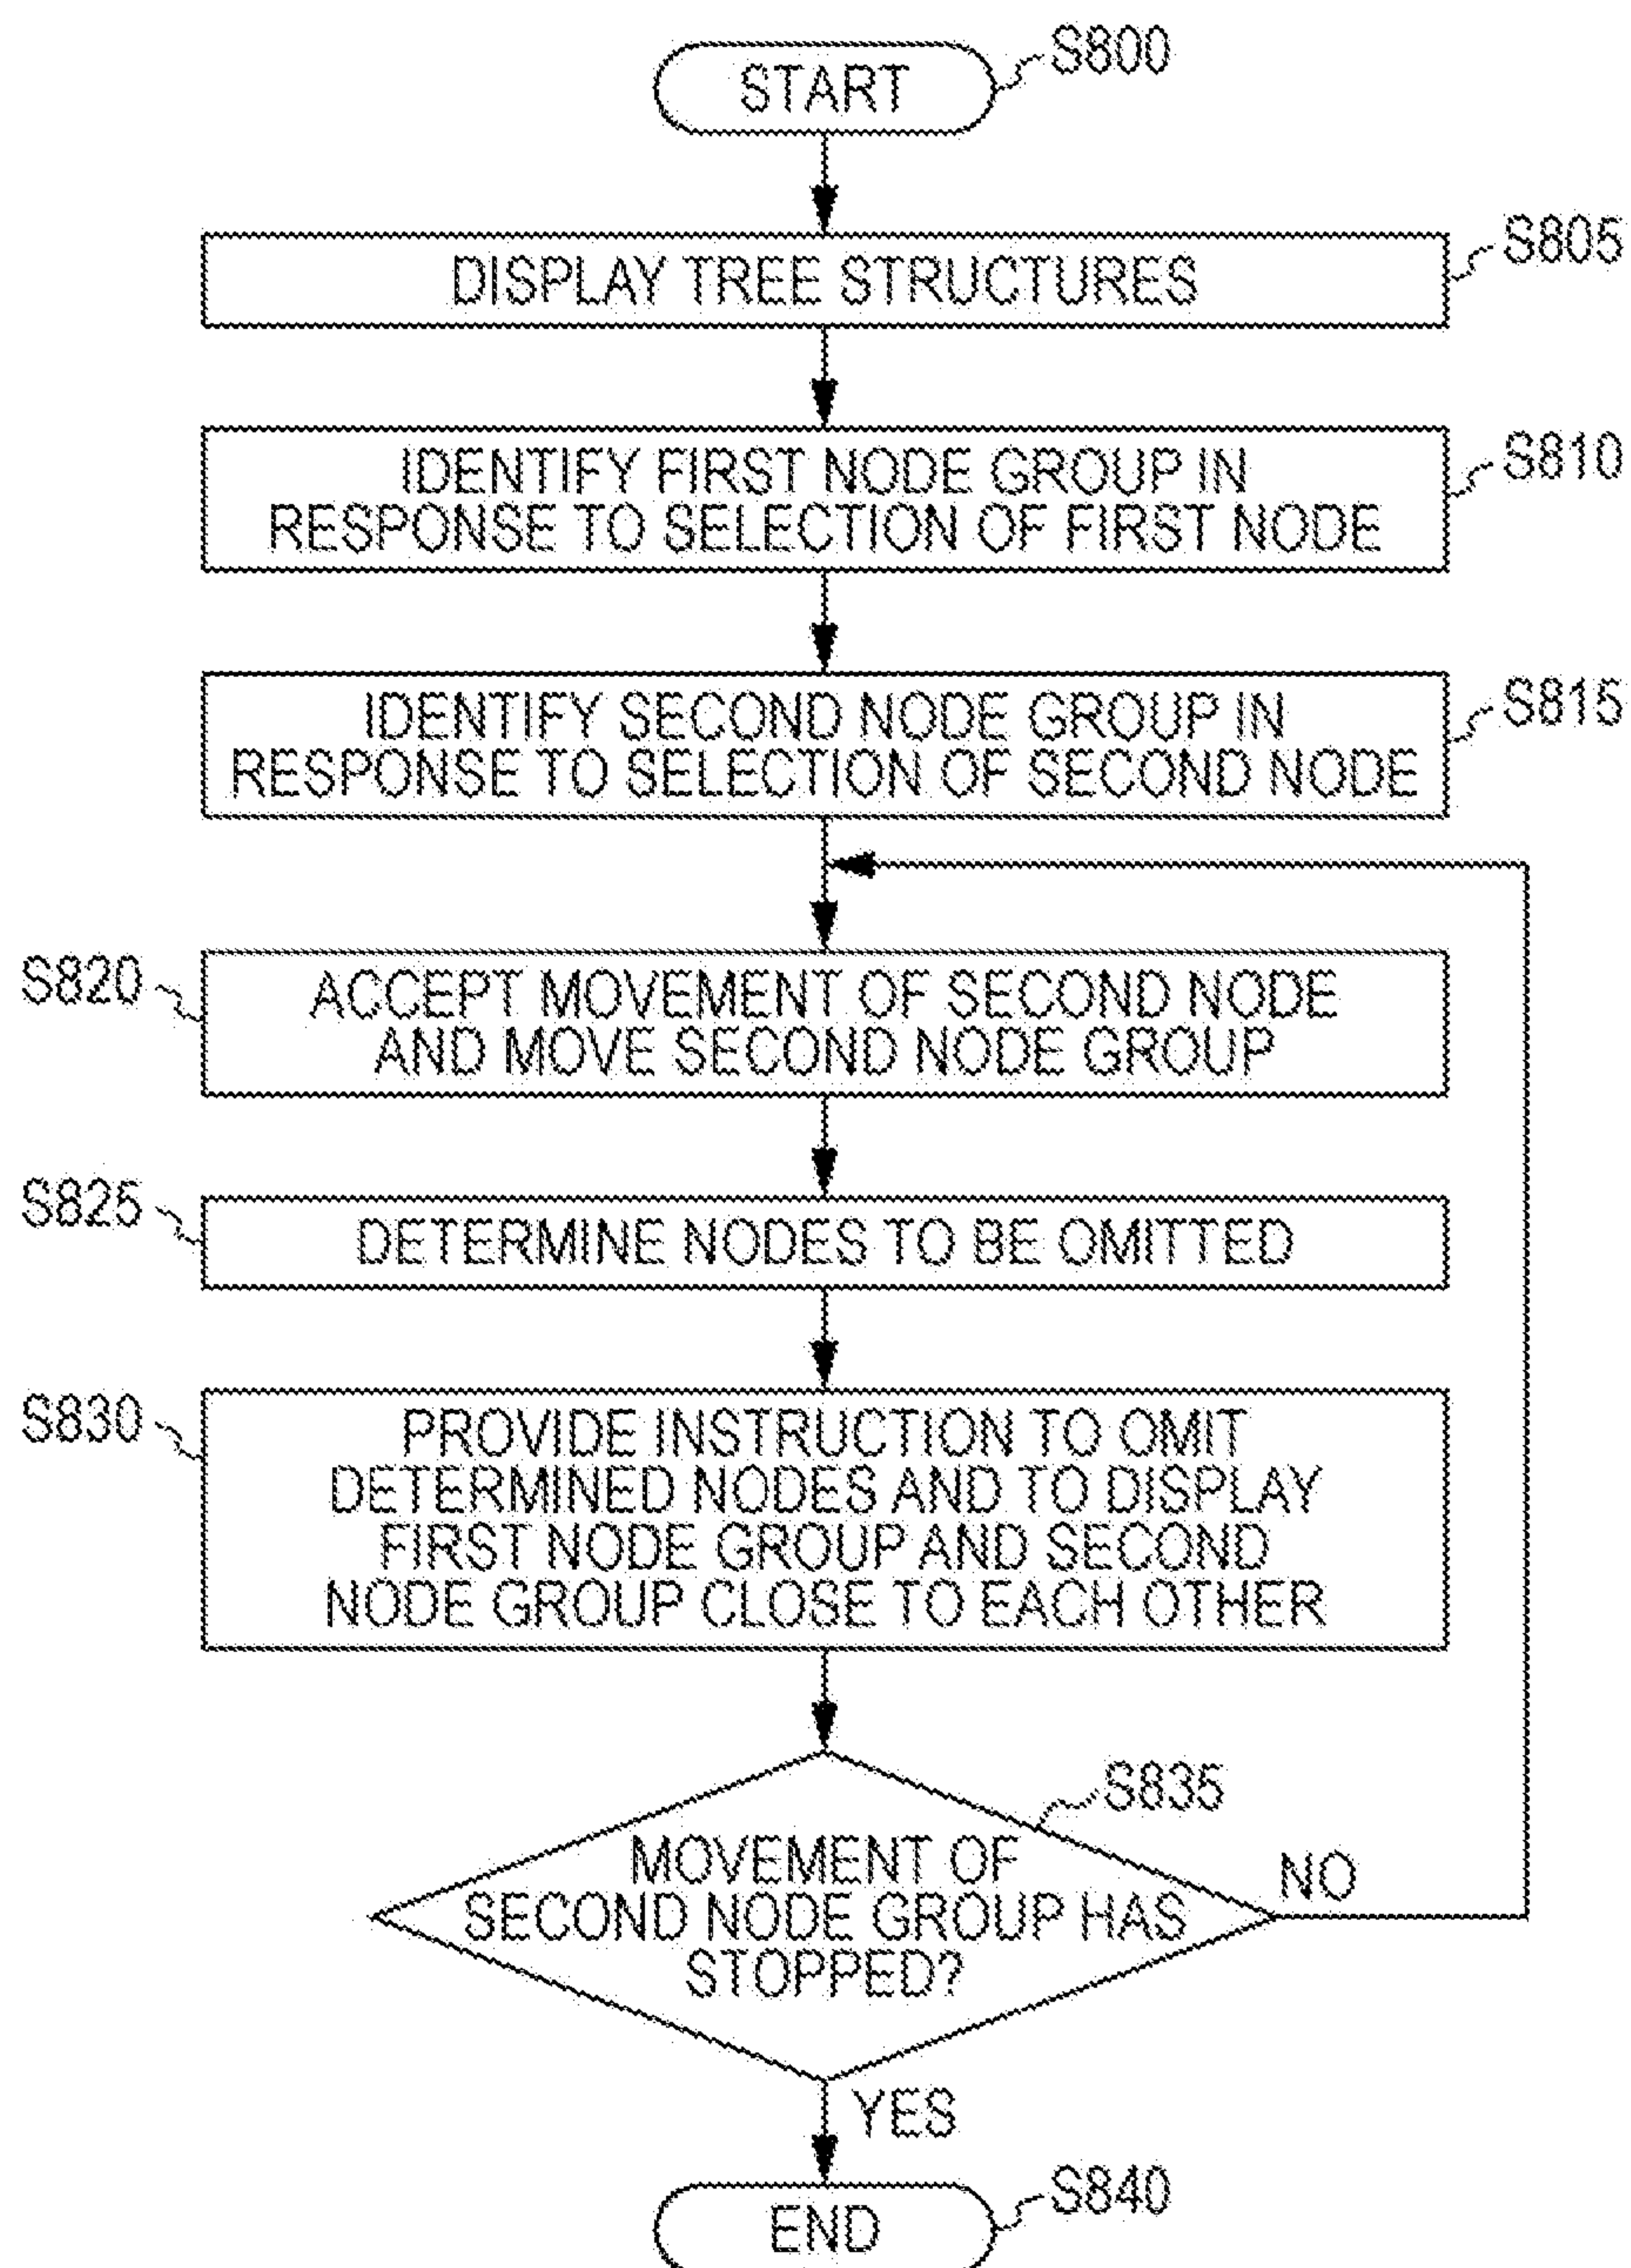 START
S800
DISPLAY TREE STRUCTURES
S805
IDENTIFY FIRST NODE GROUP IN
RESPONSE TO SELECTION OF FIRST NODE
S810
IDENTIFY SECOND NODE GROUP IN
RESPONSE TO SELECTION OF SECOND NODE
S815
S820
ACCEPT MOVEMENT OF SECOND NODE
AND MOVE SECOND NODE GROUP
S825
DETERMINE NODES TO BE OMITTED
S830
PROVIDE INSTRUCTION TO OMIT
DETERMINED NODES AND TO DISPLAY
FIRST NODE GROUP AND SECOND
NODE GROUP CLOSE TO EACH OTHER
S835
MOVEMENT OF
SECOND NODE GROUP HAS
STOPPED?
NO
YES
END
S840